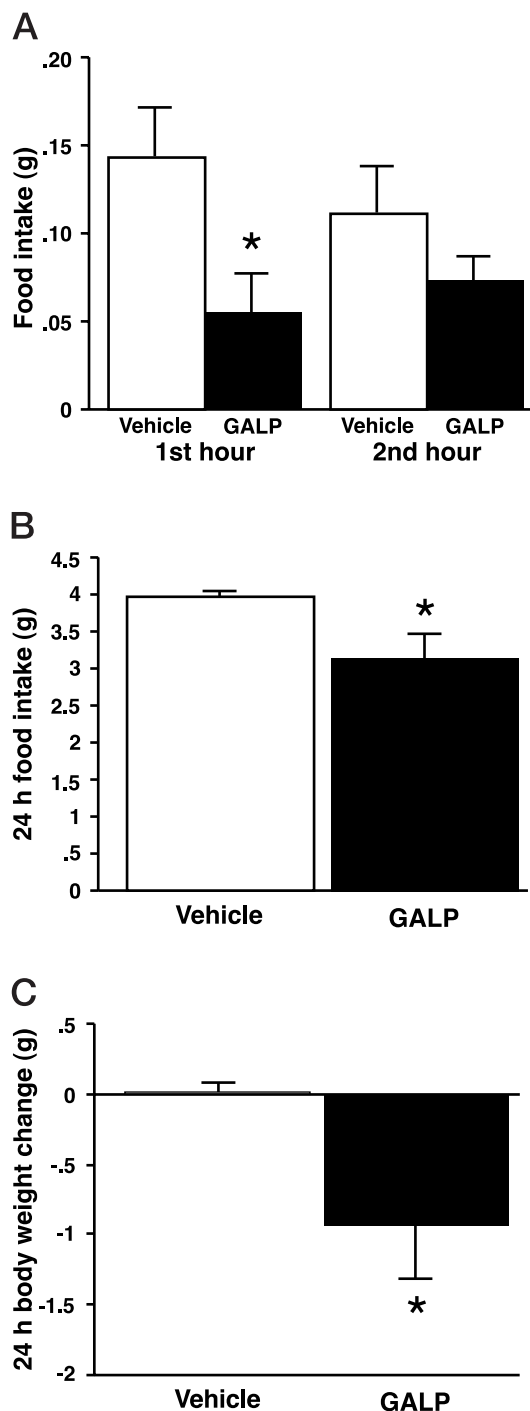 A
Food intake (g)
.20
.15
*
.10
.05
0
Vehicle GALP Vehicle GALP
1st hour 2nd hour
B
24 h food intake (g)
4.5
4
*
3.5
3
2.5
2
1.5
1
.5
0
Vehicle GALP
C
24 h body weight change (g)
.5
0
-.5
-1
*
-1.5
-2
Vehicle GALP